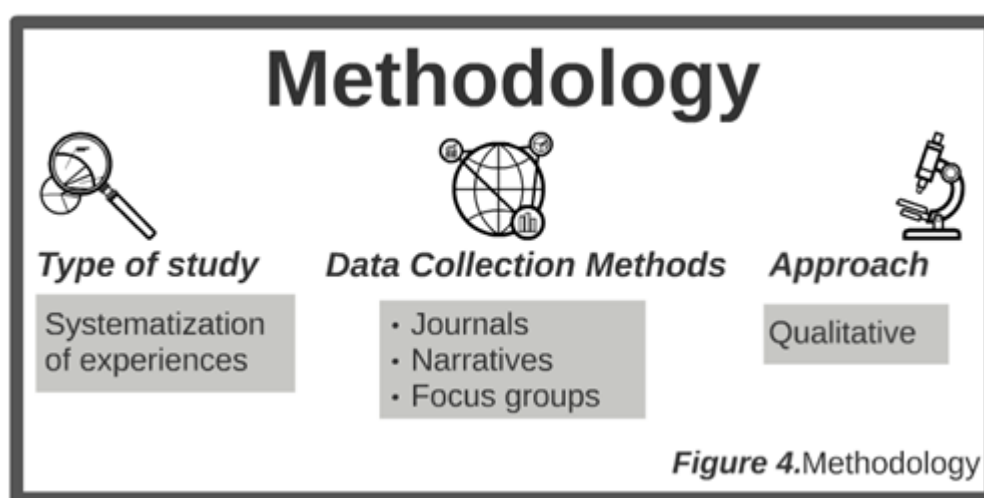 Methodology
Type of study
Systematization
of experiences
Data Collection Methods
• Journals
• Narratives
• Focus groups
Approach
Qualitative
Figure 4.Methodology